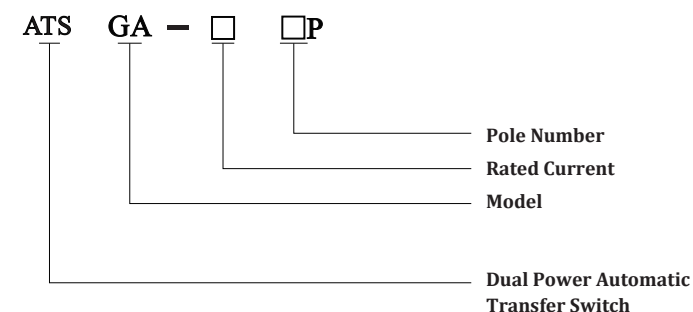 ATS GA － □ □P
Pole Number
Rated Current
Model
Dual Power Automatic
Transfer Switch